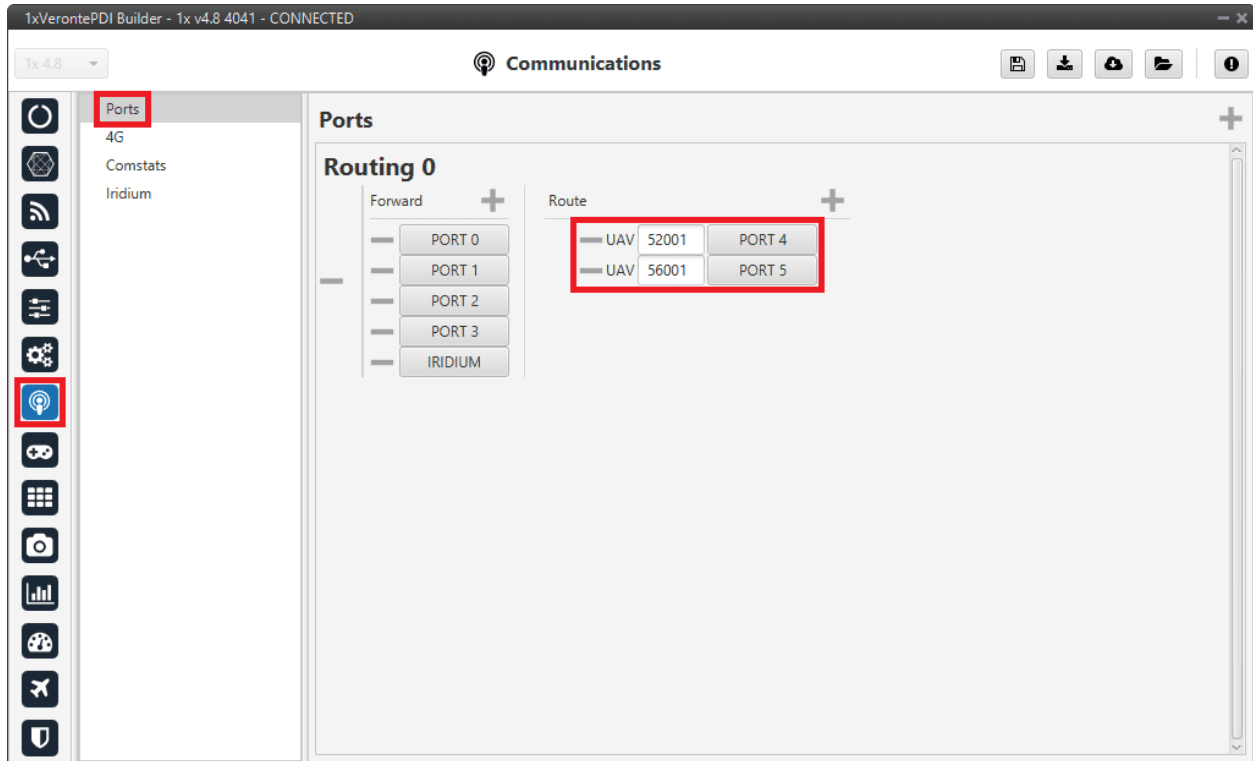 1xVerontePDI Builder - 1x v4.8 4041 - CONNECTED
1x 4.8
Communications
Ports
4G
Comstats
Iridium
Ports
Routing 0
Forward
Route
PORT 0
UAV 52001 PORT 4
PORT 1
UAV 56001 PORT 5
PORT 2
PORT 3
IRIDIUM